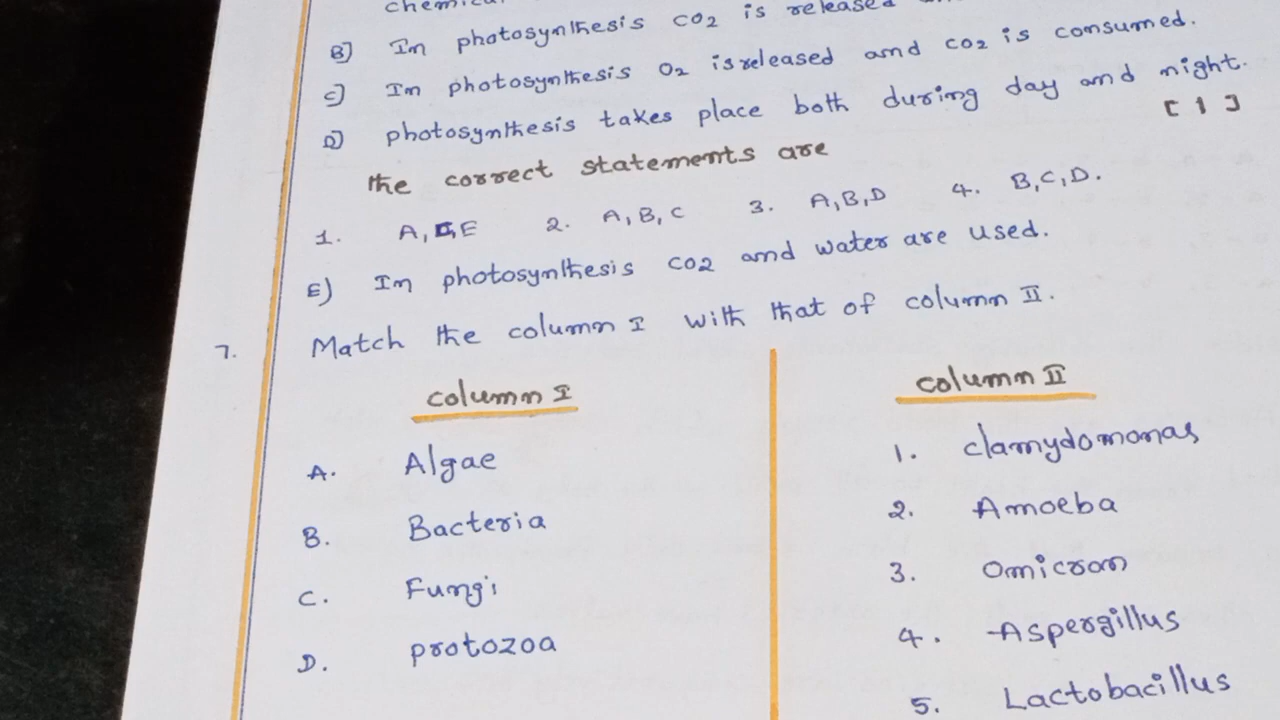 B) In photosynthesis CO2 is released
C) In photosynthesis O2 is released and CO2 is consumed.
D) photosynthesis takes place both during day and night.
the correct statements are [ 1 ]
1. A, C, E 2. A, B, C 3. A, B, D 4. B, C, D.
E) In photosynthesis CO2 and water are used.
7. Match the column I with that of column II.
column I column II
A. Algae 1. clamydomonas
B. Bacteria 2. Amoeba
C. Fungi 3. Omicron
D. protozoa 4. Aspergillus
5. Lactobacillus